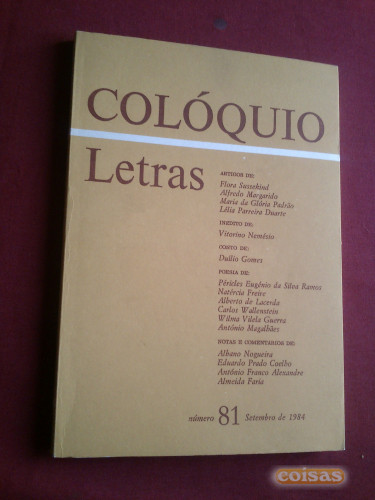 COLÓQUIO
Letras
ARTIGOS DE:
Flora Sussekind
Alfredo Margarido
Maria da Glória Padrão
Lélia Parreira Duarte
INÉDITO DE:
Vitorino Nemésio
CONTO DE:
Duílio Gomes
POESIA DE:
Péricles Eugénio da Silva Ramos
Natércia Freire
Alberto de Lacerda
Carlos Wallenstein
Wilma Vilela Guerra
António Magalhães
NOTAS E COMENTÁRIOS DE:
Albano Nogueira
Eduardo Prado Coelho
António Franco Alexandre
Almeida Faria
número 81 Setembro de 1984
coisas